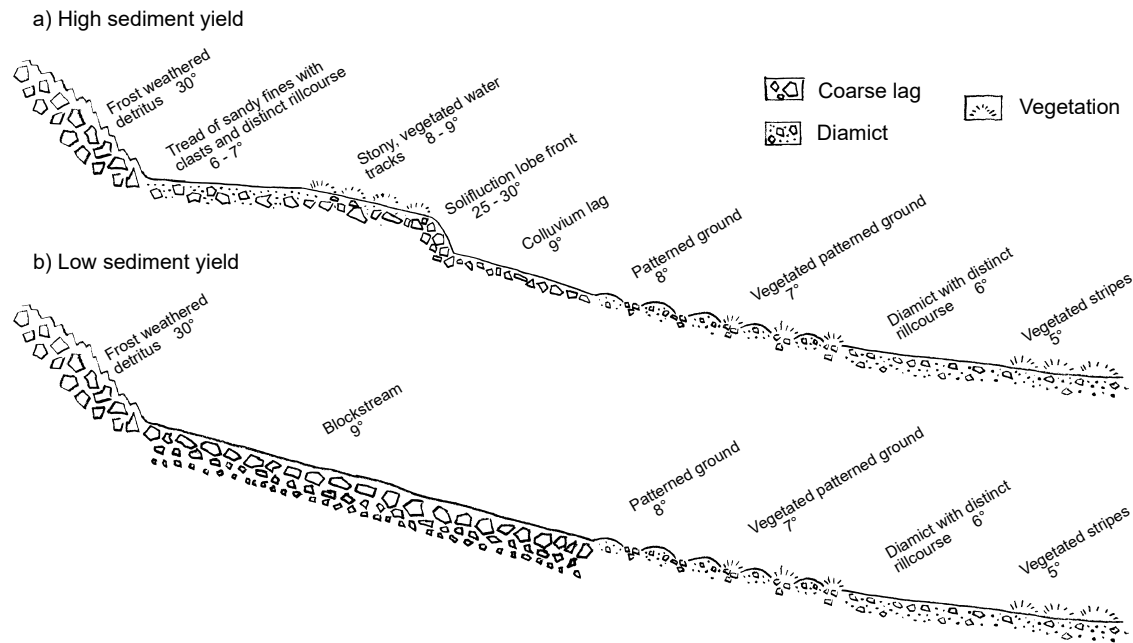 a) High sediment yield
Frost weathered
detritus 30°
Tread of sandy fines with
clasts and distinct rillcourse
6 - 7°
Stony, vegetated water
tracks 8 - 9°
Solifluction lobe front
25 - 30°
Colluvium lag
9°
Patterned ground
8°
Vegetated patterned ground
7°
Diamict with distinct
rillcourse 6°
Vegetated stripes
5°
Coarse lag
Diamict
Vegetation
b) Low sediment yield
Frost weathered
detritus 30°
Blockstream
9°
Patterned ground
8°
Vegetated patterned ground
7°
Diamict with distinct
rillcourse 6°
Vegetated stripes
5°